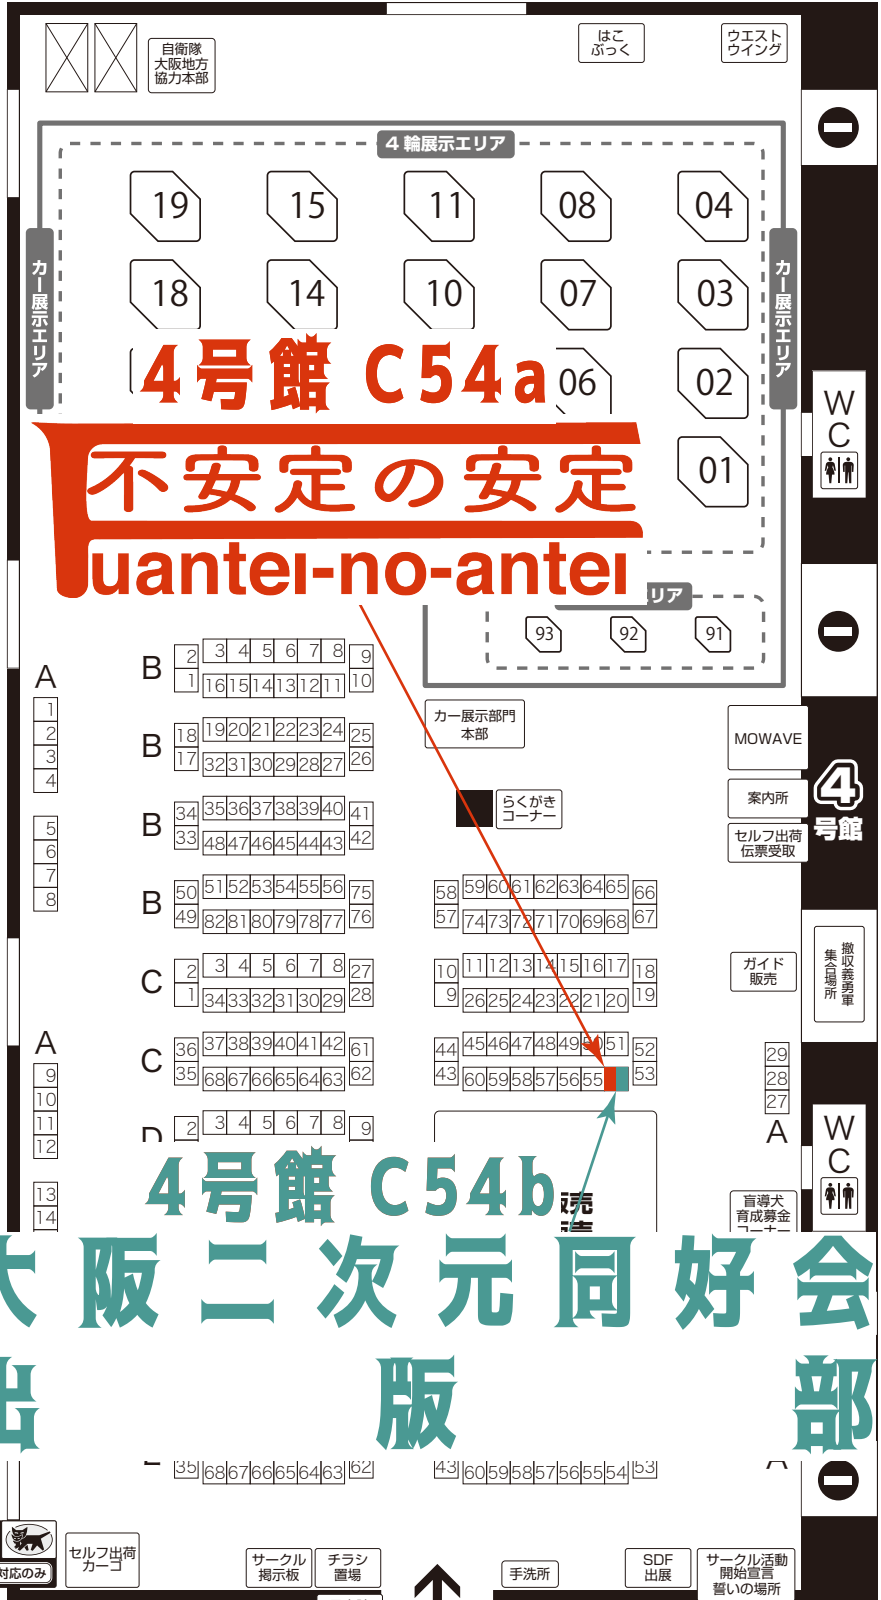 自衛隊
大阪地方
協力本部
はこ
ぶっく
ウエスト
ウイング
4輪展示エリア
カー展示エリア
カー展示エリア
19 15 11 08 04
18 14 10 07 03
06 02
01
4号館 C54a
不安定の安定
Fuantei-no-antei
リア
93 92 91
WC
A
1
2
3
4
5
6
7
8
B
2 3 4 5 6 7 8 9
1 16 15 14 13 12 11 10
B
18 19 20 21 22 23 24 25
17 32 31 30 29 28 27 26
B
34 35 36 37 38 39 40 41
33 48 47 46 45 44 43 42
B
50 51 52 53 54 55 56 75
49 82 81 80 79 78 77 76
58 59 60 61 62 63 64 65 66
57 74 73 72 71 70 69 68 67
カー展示部門
本部
らくがき
コーナー
MOWAVE
案内所
セルフ出荷
伝票受取
4
号館
撤収義勇軍
集合場所
ガイド
販売
C
2 3 4 5 6 7 8 27
1 34 33 32 31 30 29 28
10 11 12 13 14 15 16 17 18
9 26 25 24 23 22 21 20 19
C
36 37 38 39 40 41 42 61
35 68 67 66 65 64 63 62
44 45 46 47 48 49 50 51 52
43 60 59 58 57 56 55 53
A
9
10
11
12
13
14
29
28
27
A
D
2 3 4 5 6 7 8 9
WC
盲導犬
育成募金
コーナー
4号館 C54b
売
大阪二次元同好会
出版部
35 68 67 66 65 64 63 62
43 60 59 58 57 56 55 54 53
対応のみ
セルフ出荷
カーゴ
サークル
掲示板
チラシ
置場
手洗所
SDF
出展
サークル活動
開始宣言
誓いの場所